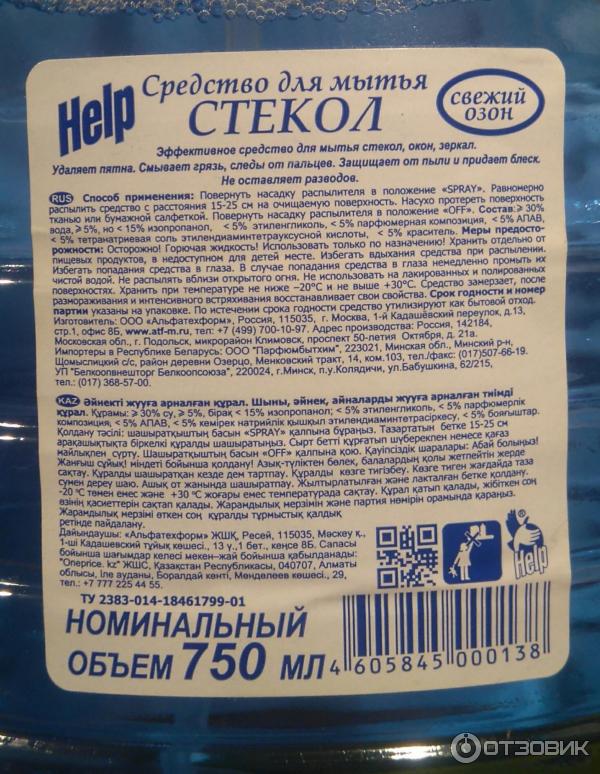 Help Средство для мытья
СТЕКОЛ
свежий
озон
Эффективное средство для мытья стекол, окон, зеркал.
Удаляет пятна. Смывает грязь, следы от пальцев. Защищает от пыли и придает блеск.
Не оставляет разводов.
RUS Способ применения: Повернуть насадку распылителя в положение «SPRAY». Равномерно
распылить средство с расстояния 15-25 см на очищаемую поверхность. Насухо протереть поверхность
тканью или бумажной салфеткой. Повернуть насадку распылителя в положение «OFF». Состав:≥ 30%
вода,≥ 5%, но < 15% изопропанол, < 5% этиленгликоль, < 5% парфюмерная композиция, < 5% АПАВ,
< 5% тетранатриевая соль этилендиаминтетрауксусной кислоты, < 5% краситель. Меры предосто-
рожности: Осторожно! Горючая жидкость! Использовать только по назначению! Хранить отдельно от
пищевых продуктов, в недоступном для детей месте. Избегать вдыхания средства при распылении.
Избегать попадания средства в глаза. В случае попадания средства в глаза немедленно промыть их
чистой водой. Не распылять вблизи открытого огня. Не использовать на лакированных и полированных
поверхностях. Хранить при температуре не ниже –20°С и не выше +30°С. Средство замерзает, после
размораживания и интенсивного встряхивания восстанавливает свои свойства. Срок годности и номер
партии указаны на упаковке. По истечении срока годности средство утилизируют как бытовой отход.
Изготовитель: ООО «Альфатехформ», Россия, 115035, г. Москва, 1-й Кадашевский переулок, д.13,
стр.1, офис 8Б, www.atf-m.ru, тел.: +7 (499) 700-10-97. Адрес производства: Россия, 142184,
Московская обл., г. Подольск, микрорайон Климовск, проспект 50-летия Октября, д. 21а.
Импортеры в Республике Беларусь: ООО "Парфюмбытхим", 223021, Минская обл., Минский р-н,
Щомыслицкий с/с, район деревни Озерцо, Менковский тракт, 14, ком.103, тел./факс: (017)507-66-19.
УП "Белкоопвнешторг Белкоопсоюза", 220024, г.Минск, п.у.Колядичи, ул.Бабушкина, 62/215,
тел.: (017) 368-57-00.
KAZ Әйнекті жууға арналған құрал. Шыны, әйнек, айналарды жууға арналған тиімді
құрал. Құрамы: ≥ 30% су, ≥ 5%, бірақ < 15% изопропанол; < 5% этиленгликоль, < 5% парфюмерлік
композиция, < 5% АПАВ, < 5% көмірек натрийлік қышқыл этилендиаминтетрасіркесу, < 5% бояғыштар.
Қолдану тәсілі: шашыратқыштың басын «SPRAY» қалпына бұраңыз. Тазартатын бетке 15-25 см
арақашықтықта біркелкі құралды шашыратыңыз. Сырт бетті құрғатып шүберекпен немесе қағаз
майлықпен сүрту. Шашыратқыштың басын «OFF» қалпына қою. Қауіпсіздік шаралары: Абай болыңыз!
Жанғыш сұйық! міндеті бойынша қолдану! Азық-түліктен бөлек, балалардың қолы жетпейтін жерде
сақтау. Құралды шашыратқан кезде дем тартпау. Құралды көзге тигізбеу. Көзге тиген жағдайда таза
сумен дереу шаю. Ашық от жанында шашыратпау. Жылтырлатылған және лакталған бетке қолдану.
-20 °С төмен емес және +30 °С жоғары емес температурада сақтау. Құрал қатып қалады, жібіткен соң
өзінің қасиеттерін сақтап қалады. Жарамдылық мерзімін және партия нөмірін орамында қараңыз.
Жарамдылық мерзімі өткен соң құралды тұрмыстық қалдық
ретінде пайдалану.
Дайындаушы: «Альфатехформ» ЖШҚ, Ресей, 115035, Мәскеу қ.,
1-ші Кадашевский тұйық көшесі., 13 ү.,1 бет., кеңсе 8Б. Сапасы
бойынша шағымдар келесі мекен-жай бойынша қабылданады:
"Oneprice. kz" ЖШС, Қазақстан Республикасы, 040707, Алматы
облысы, Іле ауданы, Боралдай кенті, Менделеев көшесі., 29,
тел.: +7 777 225 44 55.
Help
ТУ 2383-014-18461799-01
НОМИНАЛЬНЫЙ
ОБЪЕМ 750 МЛ
4 605845 000138
ОТЗОВИК